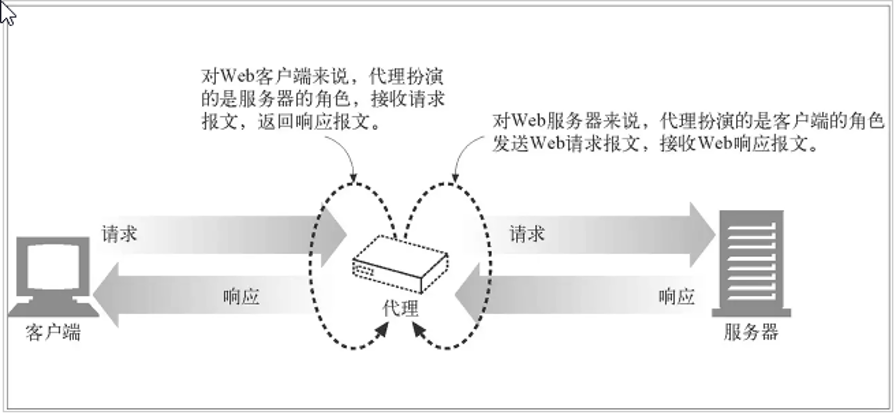 对Web客户端来说，代理扮演
的是服务器的角色，接收请求
报文，返回响应报文。
对Web服务器来说，代理扮演的是客户端的角色
发送Web请求报文，接收Web响应报文。
请求
请求
响应
响应
代理
客户端
服务器